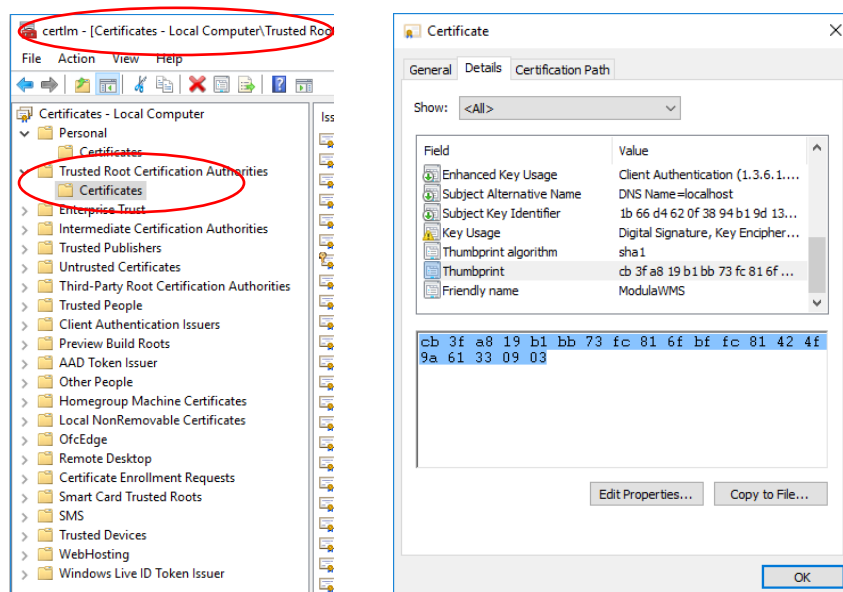 certlm - [Certificates - Local Computer\Trusted Root
File Action View Help
Certificates - Local Computer
Personal
Certificates
Trusted Root Certification Authorities
Certificates
Enterprise Trust
Intermediate Certification Authorities
Trusted Publishers
Untrusted Certificates
Third-Party Root Certification Authorities
Trusted People
Client Authentication Issuers
Preview Build Roots
AAD Token Issuer
Other People
Homegroup Machine Certificates
Local NonRemovable Certificates
OfcEdge
Remote Desktop
Certificate Enrollment Requests
Smart Card Trusted Roots
SMS
Trusted Devices
WebHosting
Windows Live ID Token Issuer
Iss
Certificate
General Details Certification Path
Show: <All>
Field Value
Enhanced Key Usage Client Authentication (1.3.6.1....
Subject Alternative Name DNS Name=localhost
Subject Key Identifier 1b 66 d4 62 0f 38 94 b1 9d 13...
Key Usage Digital Signature, Key Encipher...
Thumbprint algorithm sha1
Thumbprint cb 3f a8 19 b1 bb 73 fc 81 6f ...
Friendly name ModulaWMS
cb 3f a8 19 b1 bb 73 fc 81 6f bf fc 81 42 4f
9a 61 33 09 03
Edit Properties... Copy to File...
OK